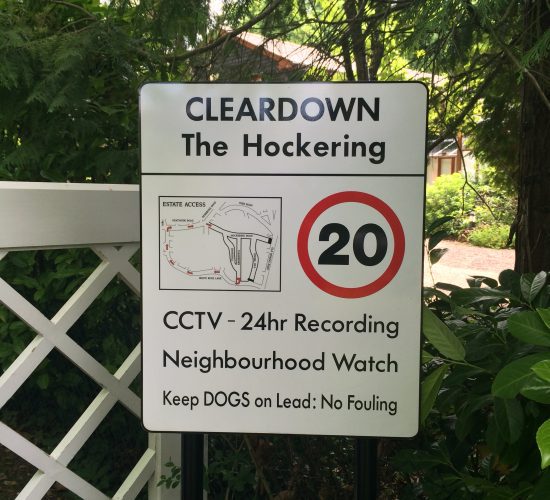 CLEARDOWN
The Hockering
ESTATE ACCESS
20
CCTV - 24hr Recording
Neighbourhood Watch
Keep DOGS on Lead: No Fouling